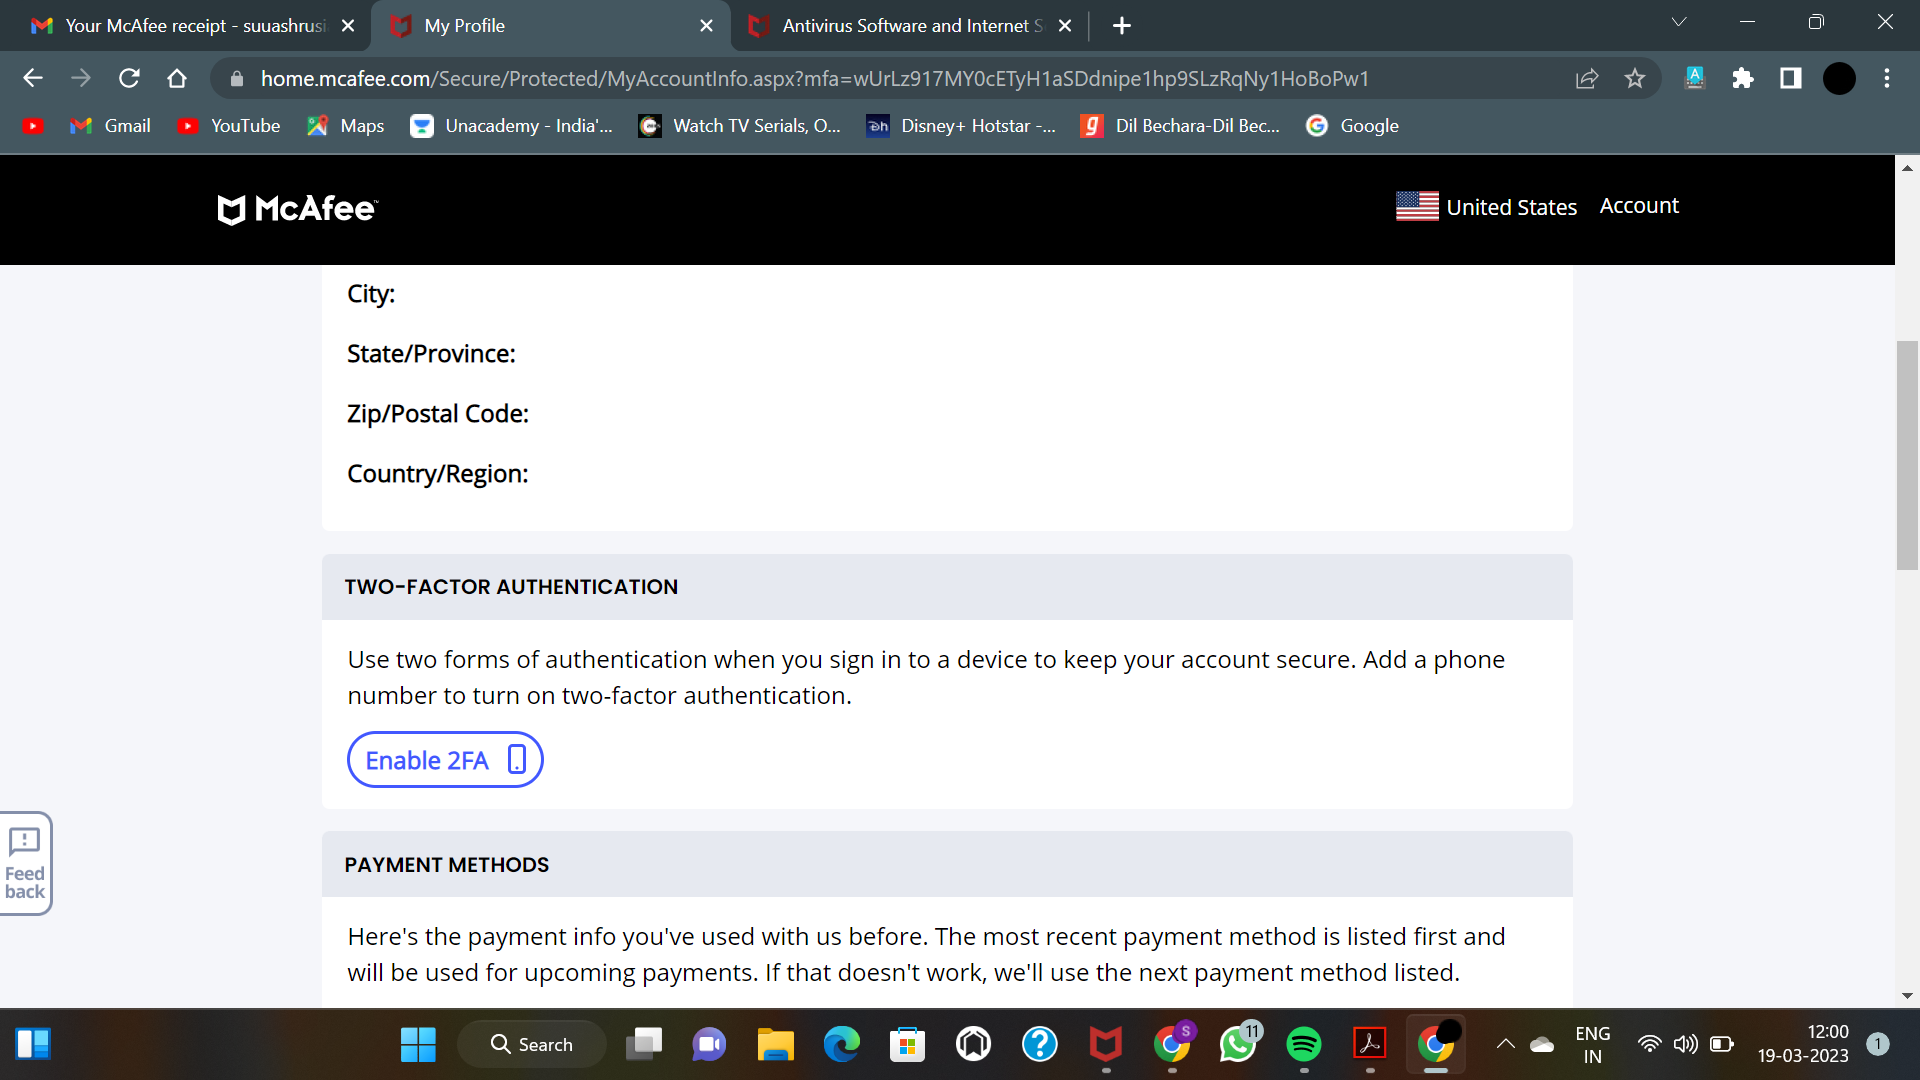 Your McAfee receipt - suuashrusi
My Profile
Antivirus Software and Internet S
home.mcafee.com/Secure/Protected/MyAccountInfo.aspx?mfa=wUrLz917MY0cETyH1aSDdnipe1hp9SLzRqNy1HoBoPw1
Gmail
YouTube
Maps
Unacademy - India'...
Watch TV Serials, O...
Disney+ Hotstar -...
Dil Bechara-Dil Bec...
Google
McAfee™
United States
Account
City:
State/Province:
Zip/Postal Code:
Country/Region:
TWO-FACTOR AUTHENTICATION
Use two forms of authentication when you sign in to a device to keep your account secure. Add a phone
number to turn on two-factor authentication.
Enable 2FA
Feed
back
PAYMENT METHODS
Here's the payment info you've used with us before. The most recent payment method is listed first and
will be used for upcoming payments. If that doesn't work, we'll use the next payment method listed.
Search
S
11
ENG
IN
12:00
19-03-2023
1